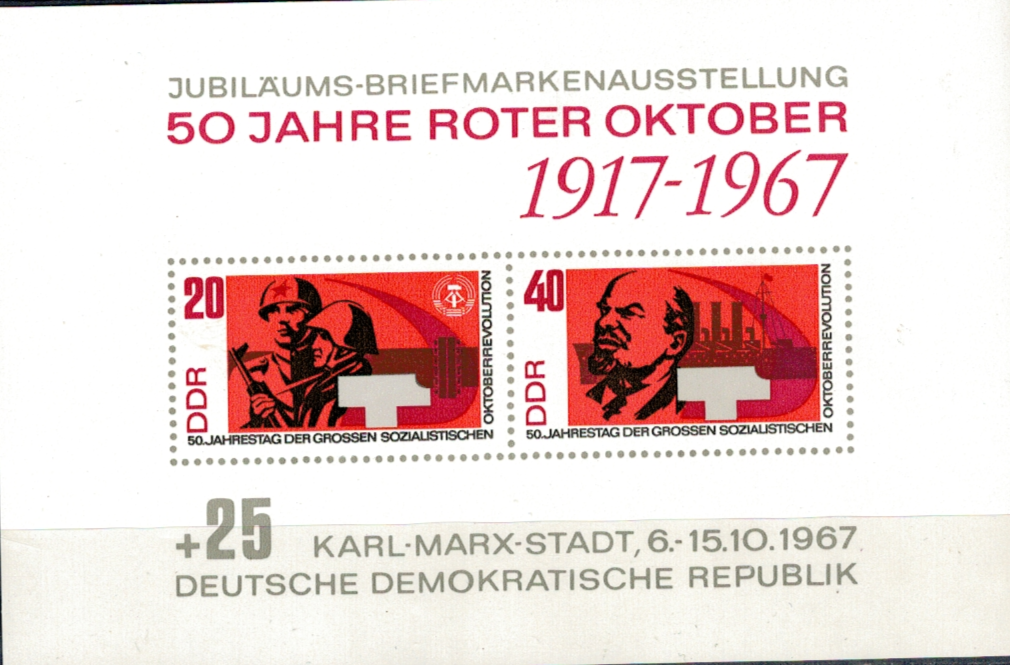 JUBILÄUMS-BRIEFMARKENAUSSTELLUNG
50 JAHRE ROTER OKTOBER
1917-1967
20
DDR
50. JAHRESTAG DER GROSSEN SOZIALISTISCHEN
OKTOBERREVOLUTION
40
DDR
50. JAHRESTAG DER GROSSEN SOZIALISTISCHEN
OKTOBERREVOLUTION
+25 KARL-MARX-STADT, 6.-15.10.1967
DEUTSCHE DEMOKRATISCHE REPUBLIK